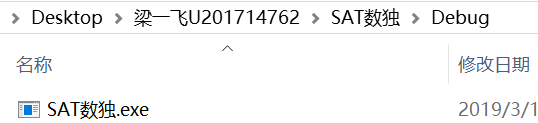 Desktop > 梁一飞U201714762 > SAT数独 > Debug
名称 修改日期
SAT数独.exe 2019/3/1